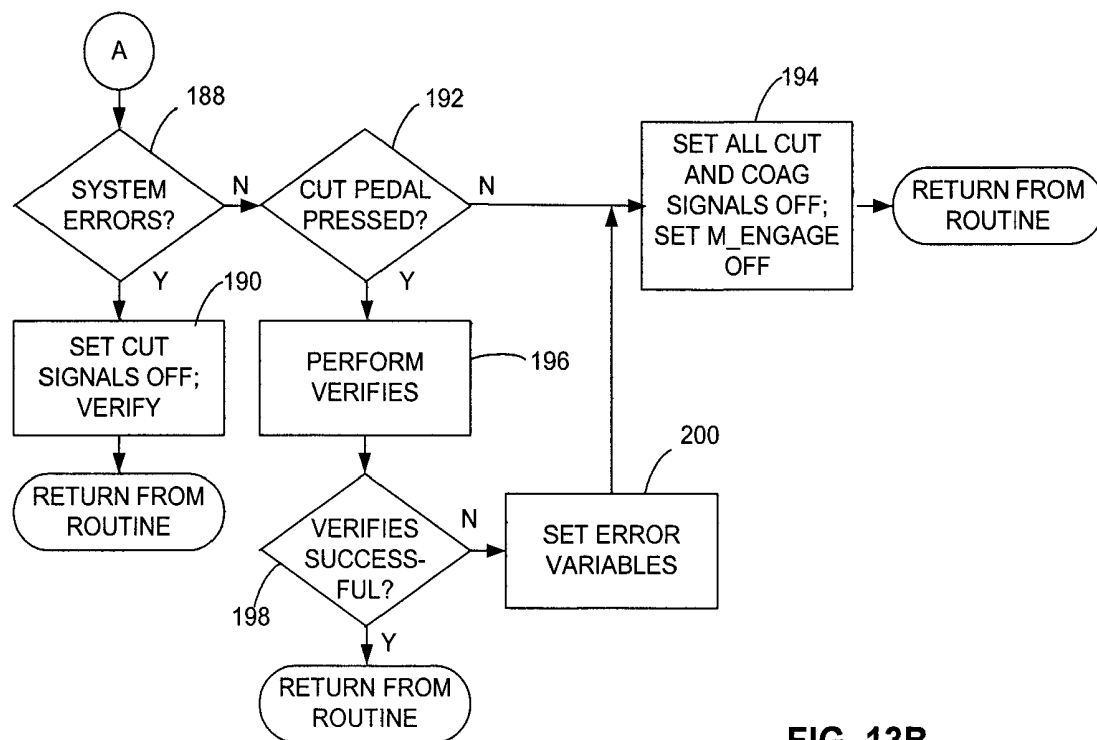 A
188
SYSTEM
ERRORS?
N
Y
192
CUT PEDAL
PRESSED?
N
Y
194
SET ALL CUT
AND COAG
SIGNALS OFF;
SET M_ENGAGE
OFF
RETURN FROM
ROUTINE
190
SET CUT
SIGNALS OFF;
VERIFY
RETURN FROM
ROUTINE
PERFORM
VERIFIES
196
VERIFIES
SUCCESS-
FUL?
198
N
Y
200
SET ERROR
VARIABLES
RETURN FROM
ROUTINE